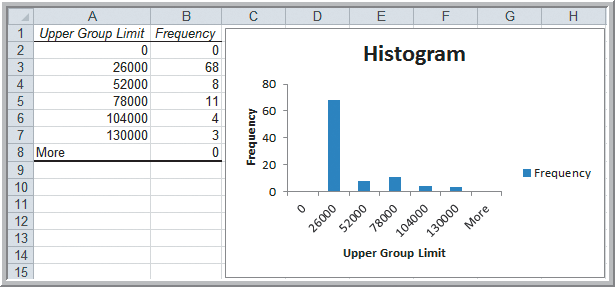 A B C D E F G H
1 Upper Group Limit Frequency
2 0 0
3 26000 68
4 52000 8
5 78000 11
6 104000 4
7 130000 3
8 More 0
9
10
11
12
13
14
15
Histogram
Frequency
80
60
40
20
0
0 26000 52000 78000 104000 130000 More
Upper Group Limit
Frequency